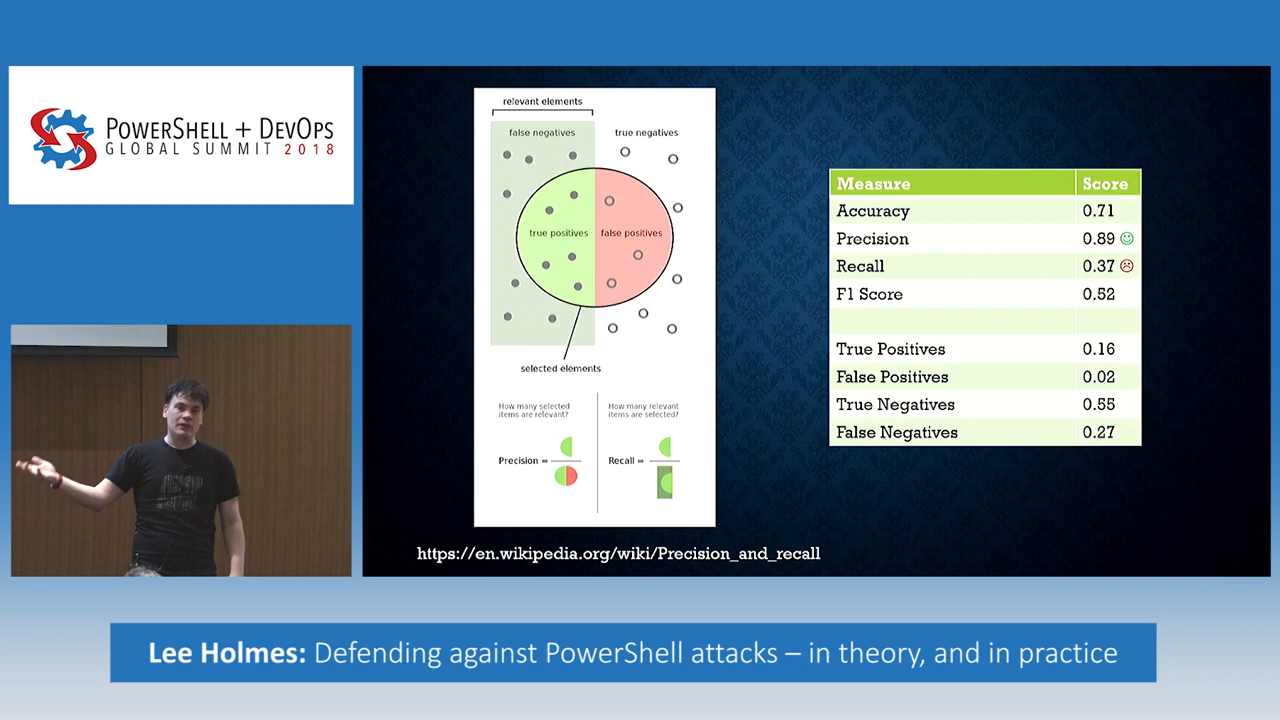 POWERSHELL + DEVOPS
GLOBAL SUMMIT 2018
relevant elements
false negatives
true negatives
true positives
false positives
selected elements
How many selected
items are relevant?
Precision =
How many relevant
items are selected?
Recall =
Measure Score
Accuracy 0.71
Precision 0.89
Recall 0.37
F1 Score 0.52
True Positives 0.16
False Positives 0.02
True Negatives 0.55
False Negatives 0.27
https://en.wikipedia.org/wiki/Precision_and_recall
Lee Holmes: Defending against PowerShell attacks – in theory, and in practice